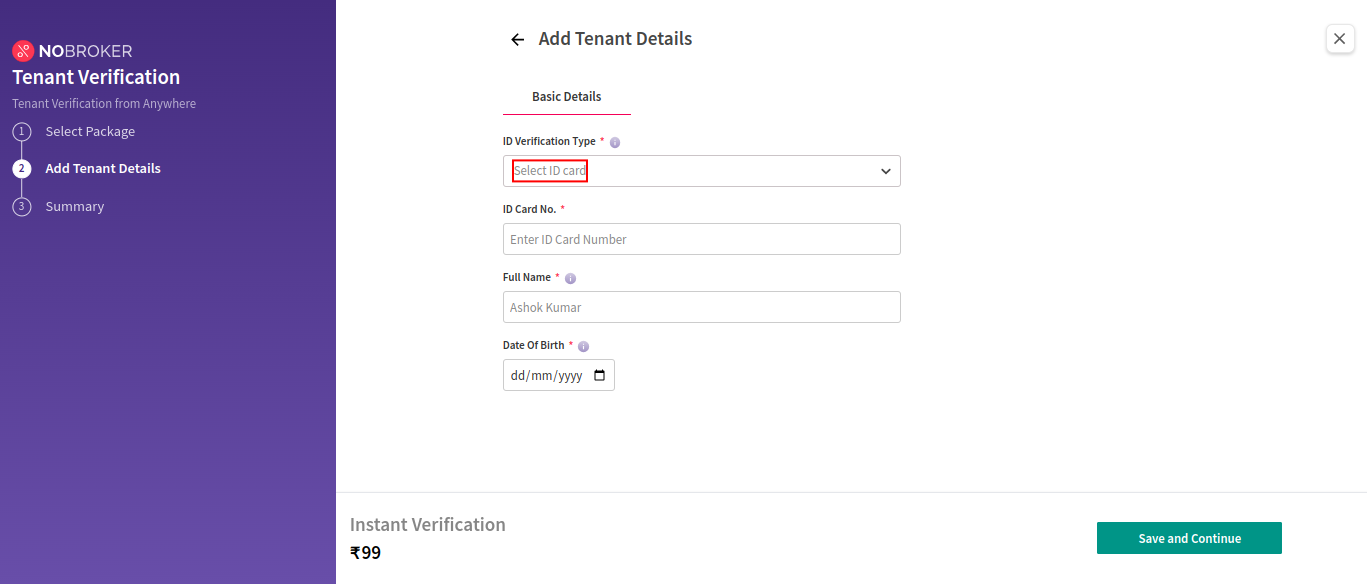 NOBROKER
Tenant Verification
Tenant Verification from Anywhere
1 Select Package
2 Add Tenant Details
3 Summary
Add Tenant Details
Basic Details
ID Verification Type * i
Select ID card
ID Card No. *
Enter ID Card Number
Full Name * i
Ashok Kumar
Date Of Birth * i
dd/mm/yyyy
Instant Verification
₹99
Save and Continue